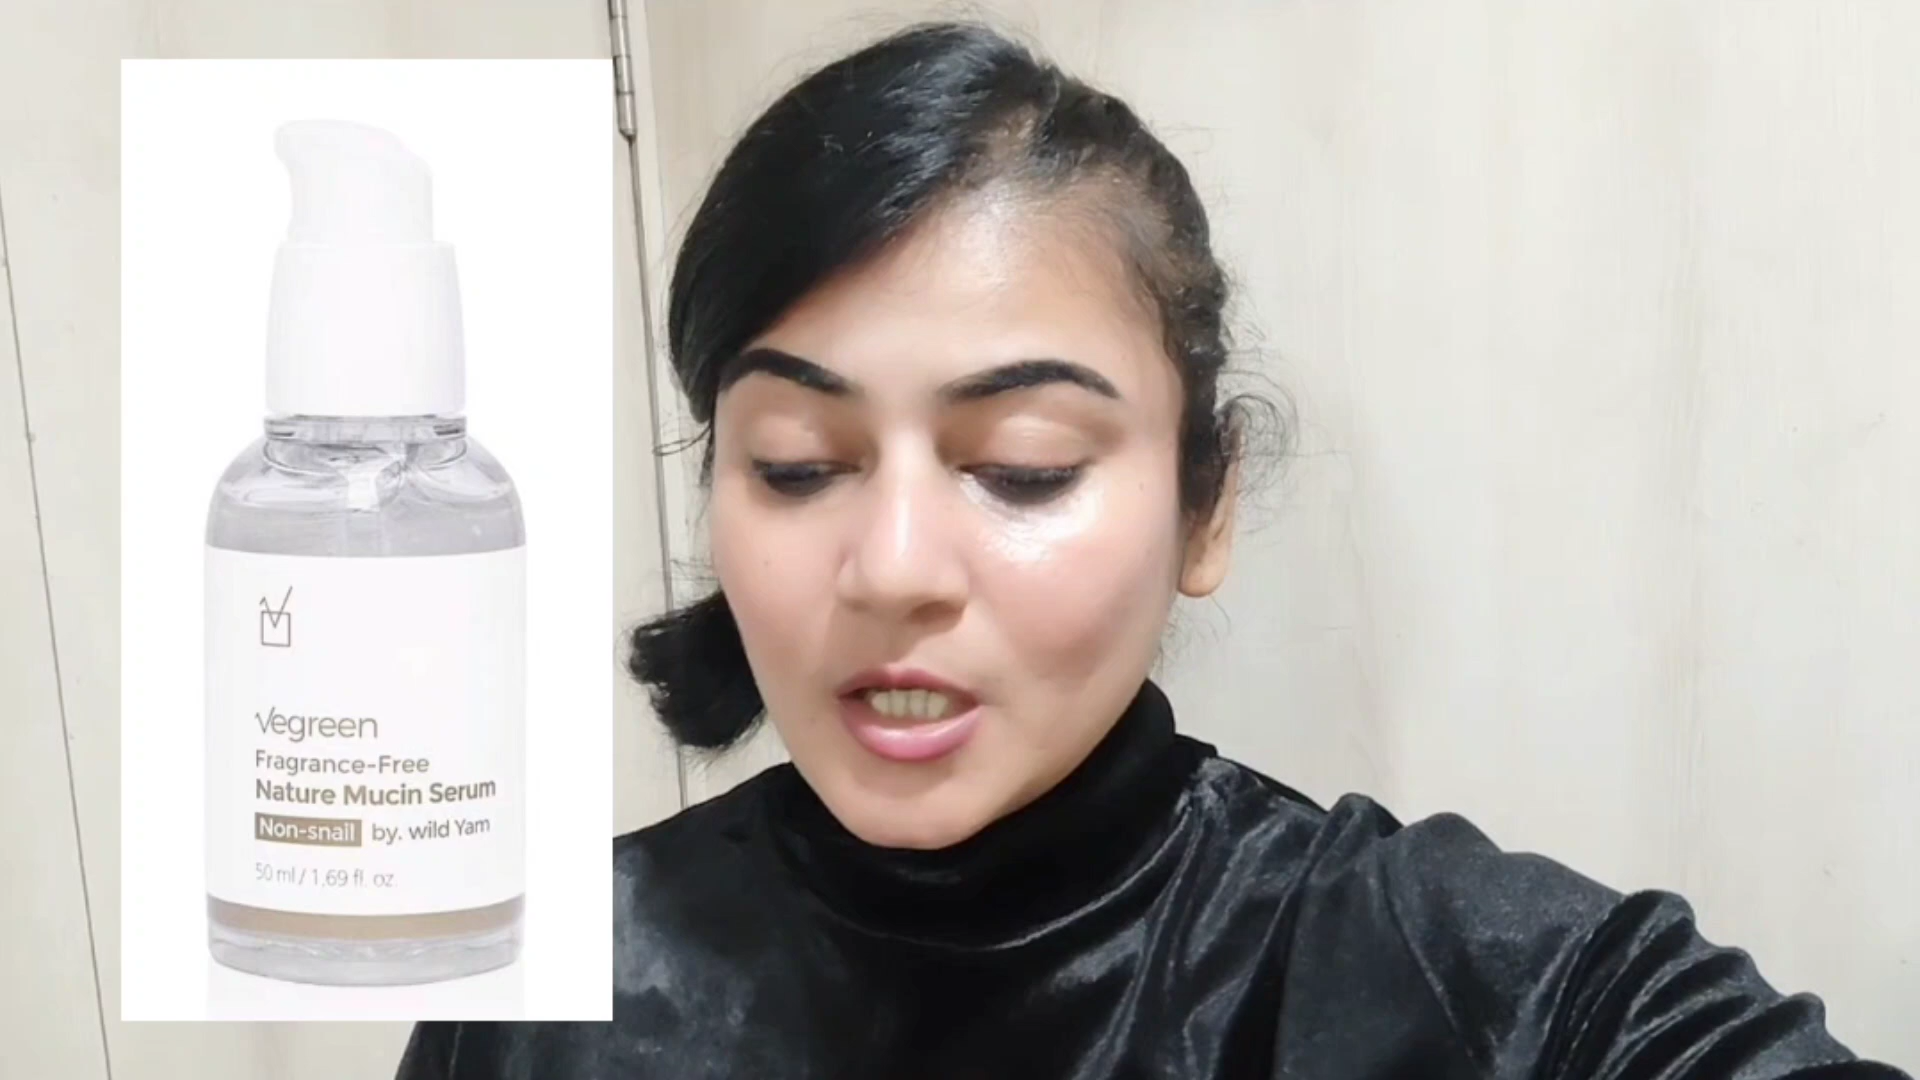 Vegreen
Fragrance-Free
Nature Mucin Serum
Non-snail by. wild Yam
50 ml / 1,69 fl. oz.